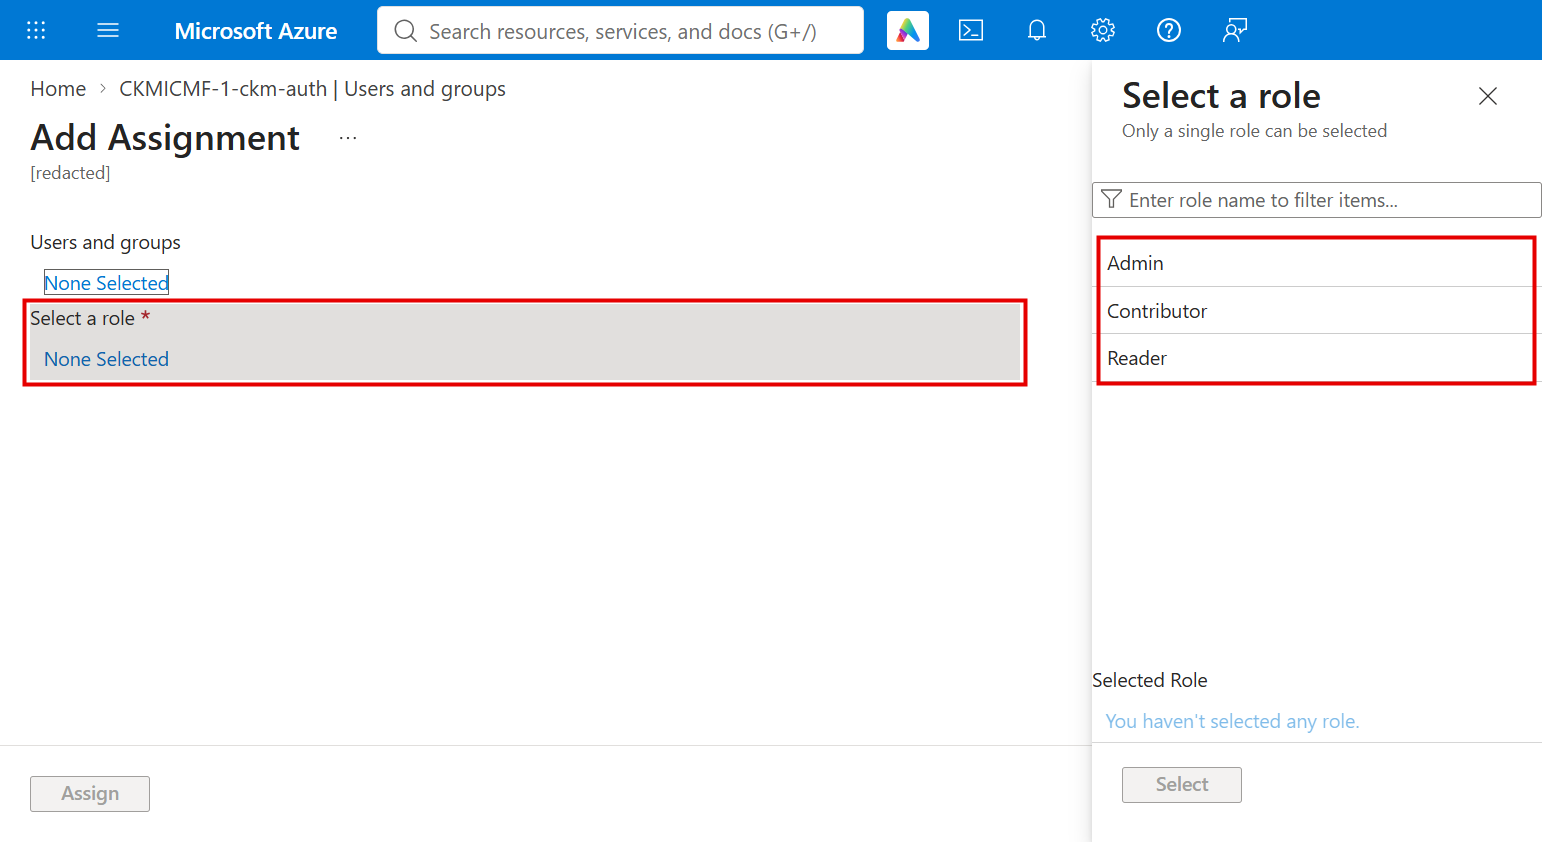 Microsoft Azure
Search resources, services, and docs (G+/)
Home > CKMICMF-1-ckm-auth | Users and groups
Add Assignment ...
[redacted]
Users and groups
None Selected
Select a role *
None Selected
Assign
Select a role
Only a single role can be selected
Enter role name to filter items...
Admin
Contributor
Reader
Selected Role
You haven't selected any role.
Select